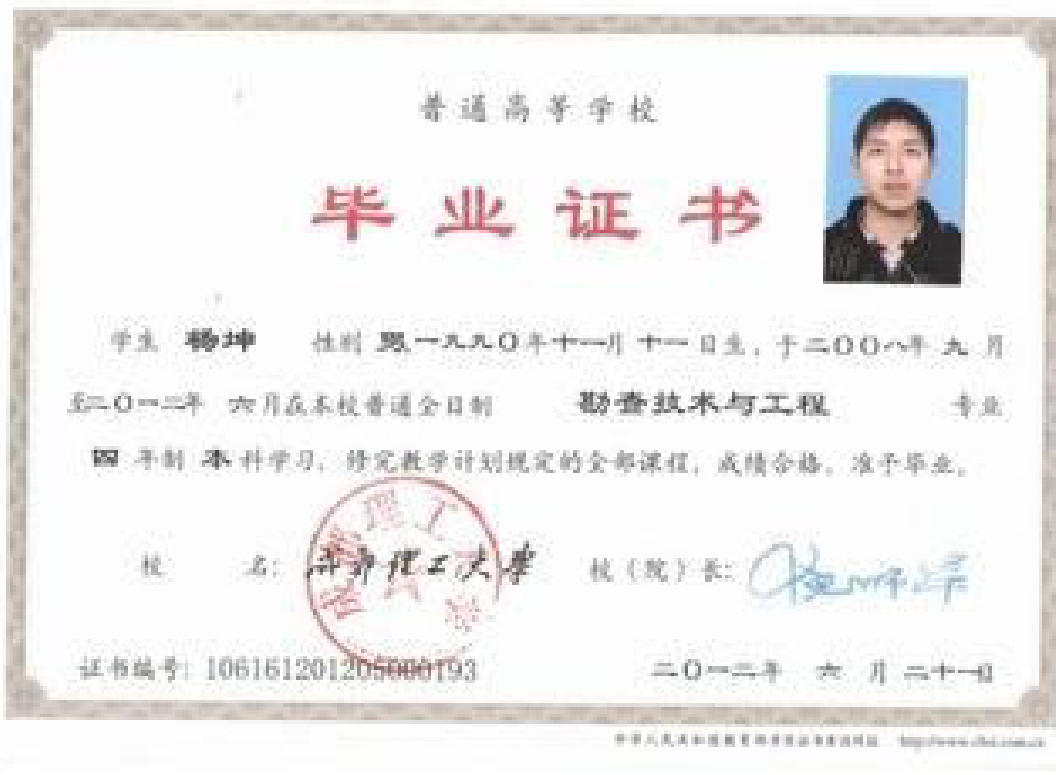 普通高等学校
毕业证书
学生 杨坤 性别 男 一九九〇年十一月十一日生，于二〇〇八年 九 月
至二〇一二年 六月在本校普通全日制 勘查技术与工程 专业
四 年制 本 科学习，修完教学计划规定的全部课程，成绩合格，准予毕业。
校 名：成都理工大学 校（院）长：
证书编号：106161201205000193 二〇一二年 六 月 二十一日